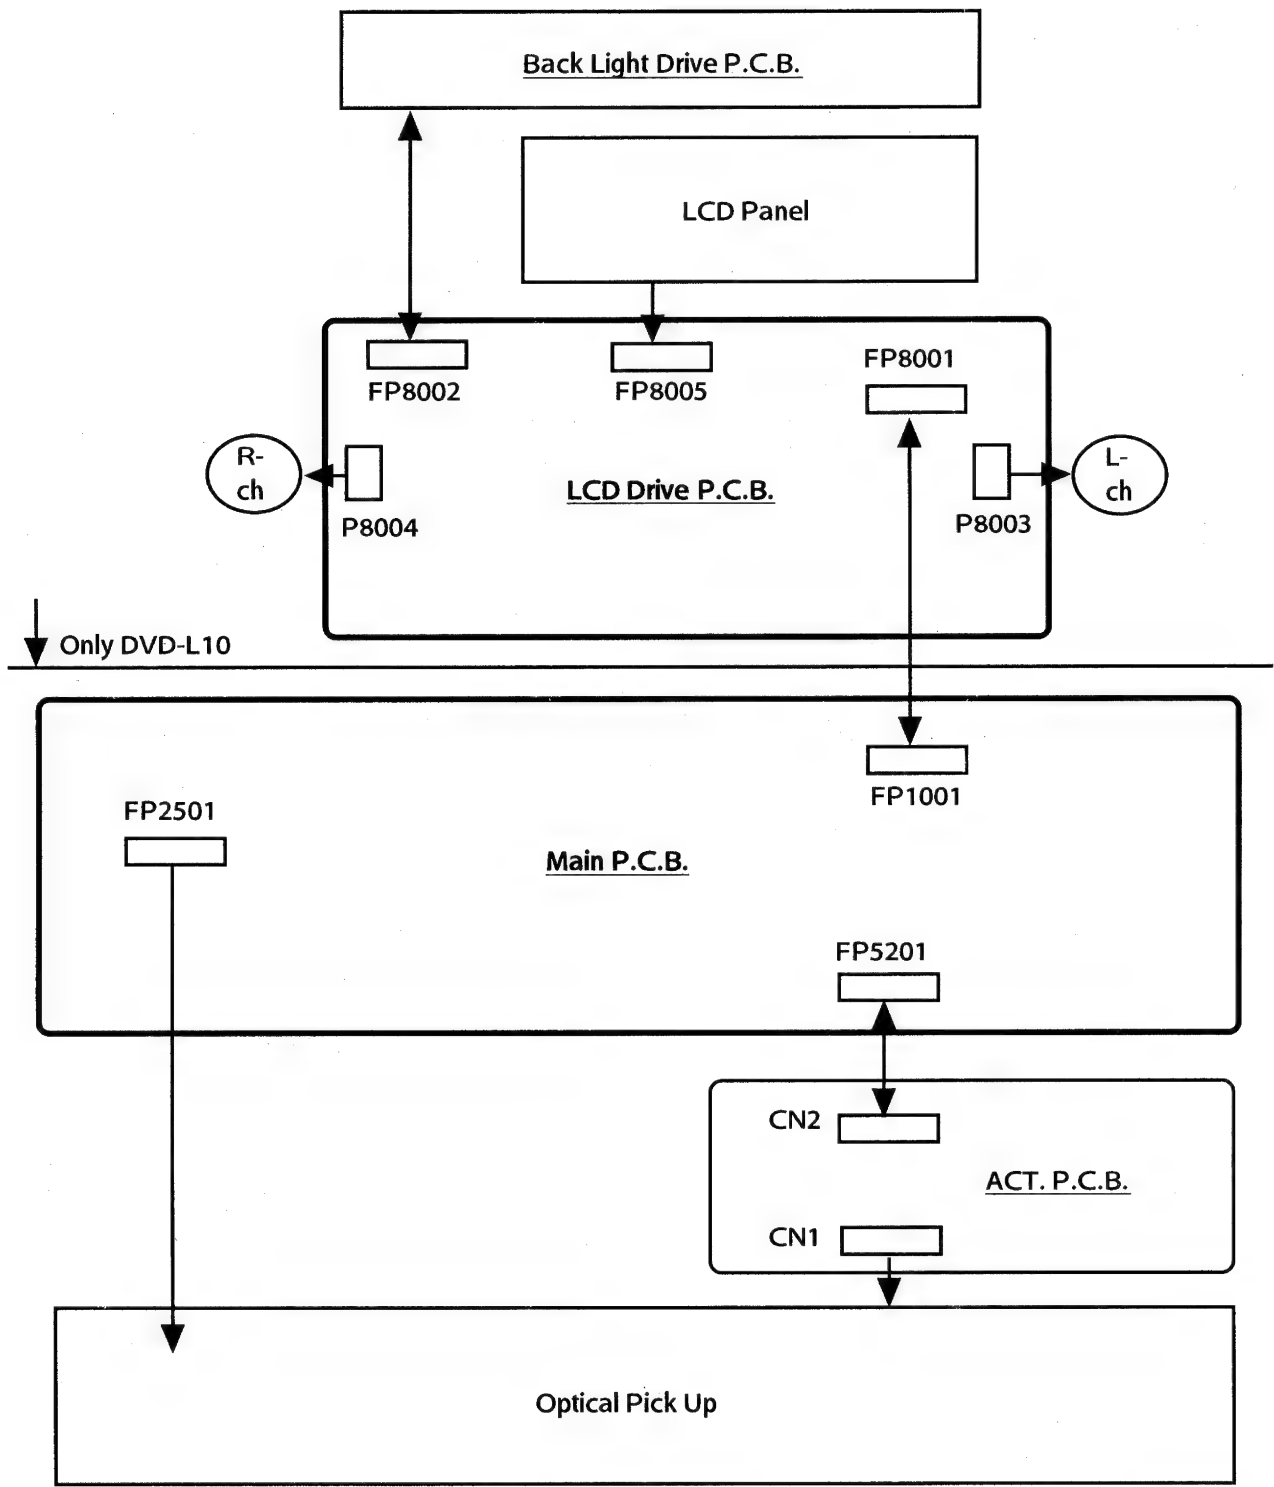 Back Light Drive P.C.B.
LCD Panel
FP8002
FP8005
FP8001
R-
ch
P8004
LCD Drive P.C.B.
P8003
L-
ch
Only DVD-L10
FP1001
FP2501
Main P.C.B.
FP5201
CN2
ACT. P.C.B.
CN1
Optical Pick Up